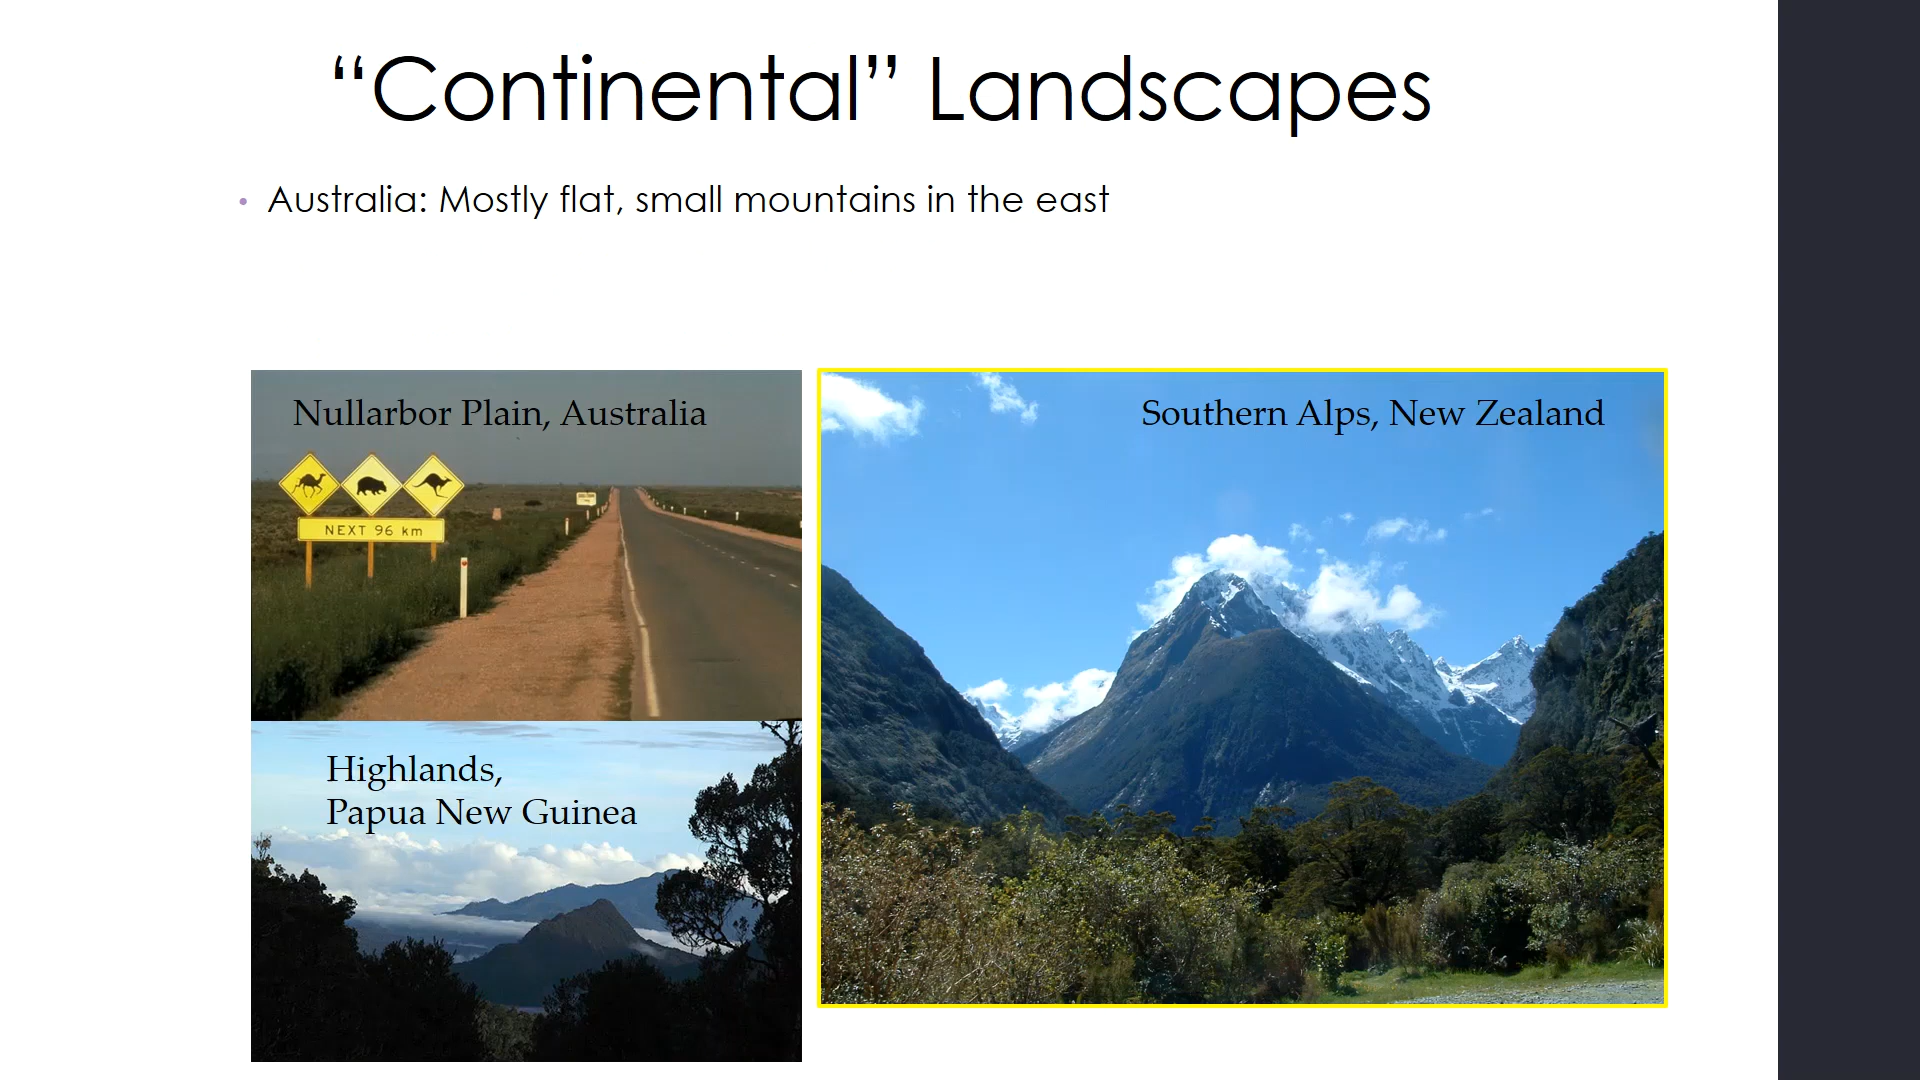 “Continental” Landscapes
• Australia: Mostly flat, small mountains in the east
Nullarbor Plain, Australia
NEXT 96 km
Southern Alps, New Zealand
Highlands,
Papua New Guinea